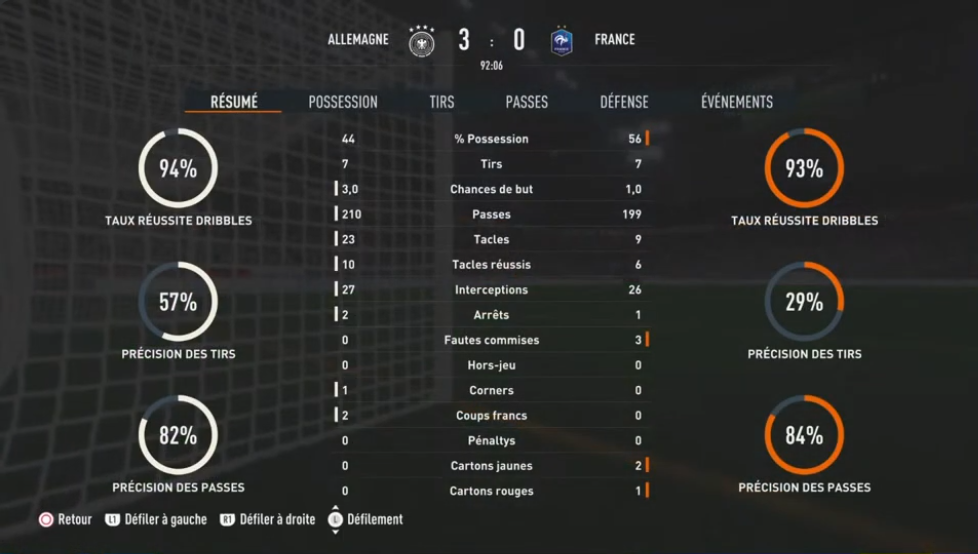 ALLEMAGNE 3 : 0 FRANCE
92:06
RÉSUMÉ POSSESSION TIRS PASSES DÉFENSE ÉVÉNEMENTS
44 % Possession 56
7 Tirs 7
3,0 Chances de but 1,0
210 Passes 199
23 Tacles 9
10 Tacles réussis 6
27 Interceptions 26
2 Arrêts 1
0 Fautes commises 3
0 Hors-jeu 0
1 Corners 0
2 Coups francs 0
0 Pénaltys 0
0 Cartons jaunes 2
0 Cartons rouges 1
94%
TAUX RÉUSSITE DRIBBLES
57%
PRÉCISION DES TIRS
82%
PRÉCISION DES PASSES
93%
TAUX RÉUSSITE DRIBBLES
29%
PRÉCISION DES TIRS
84%
PRÉCISION DES PASSES
Retour L1 Défiler à gauche R1 Défiler à droite L Défilement